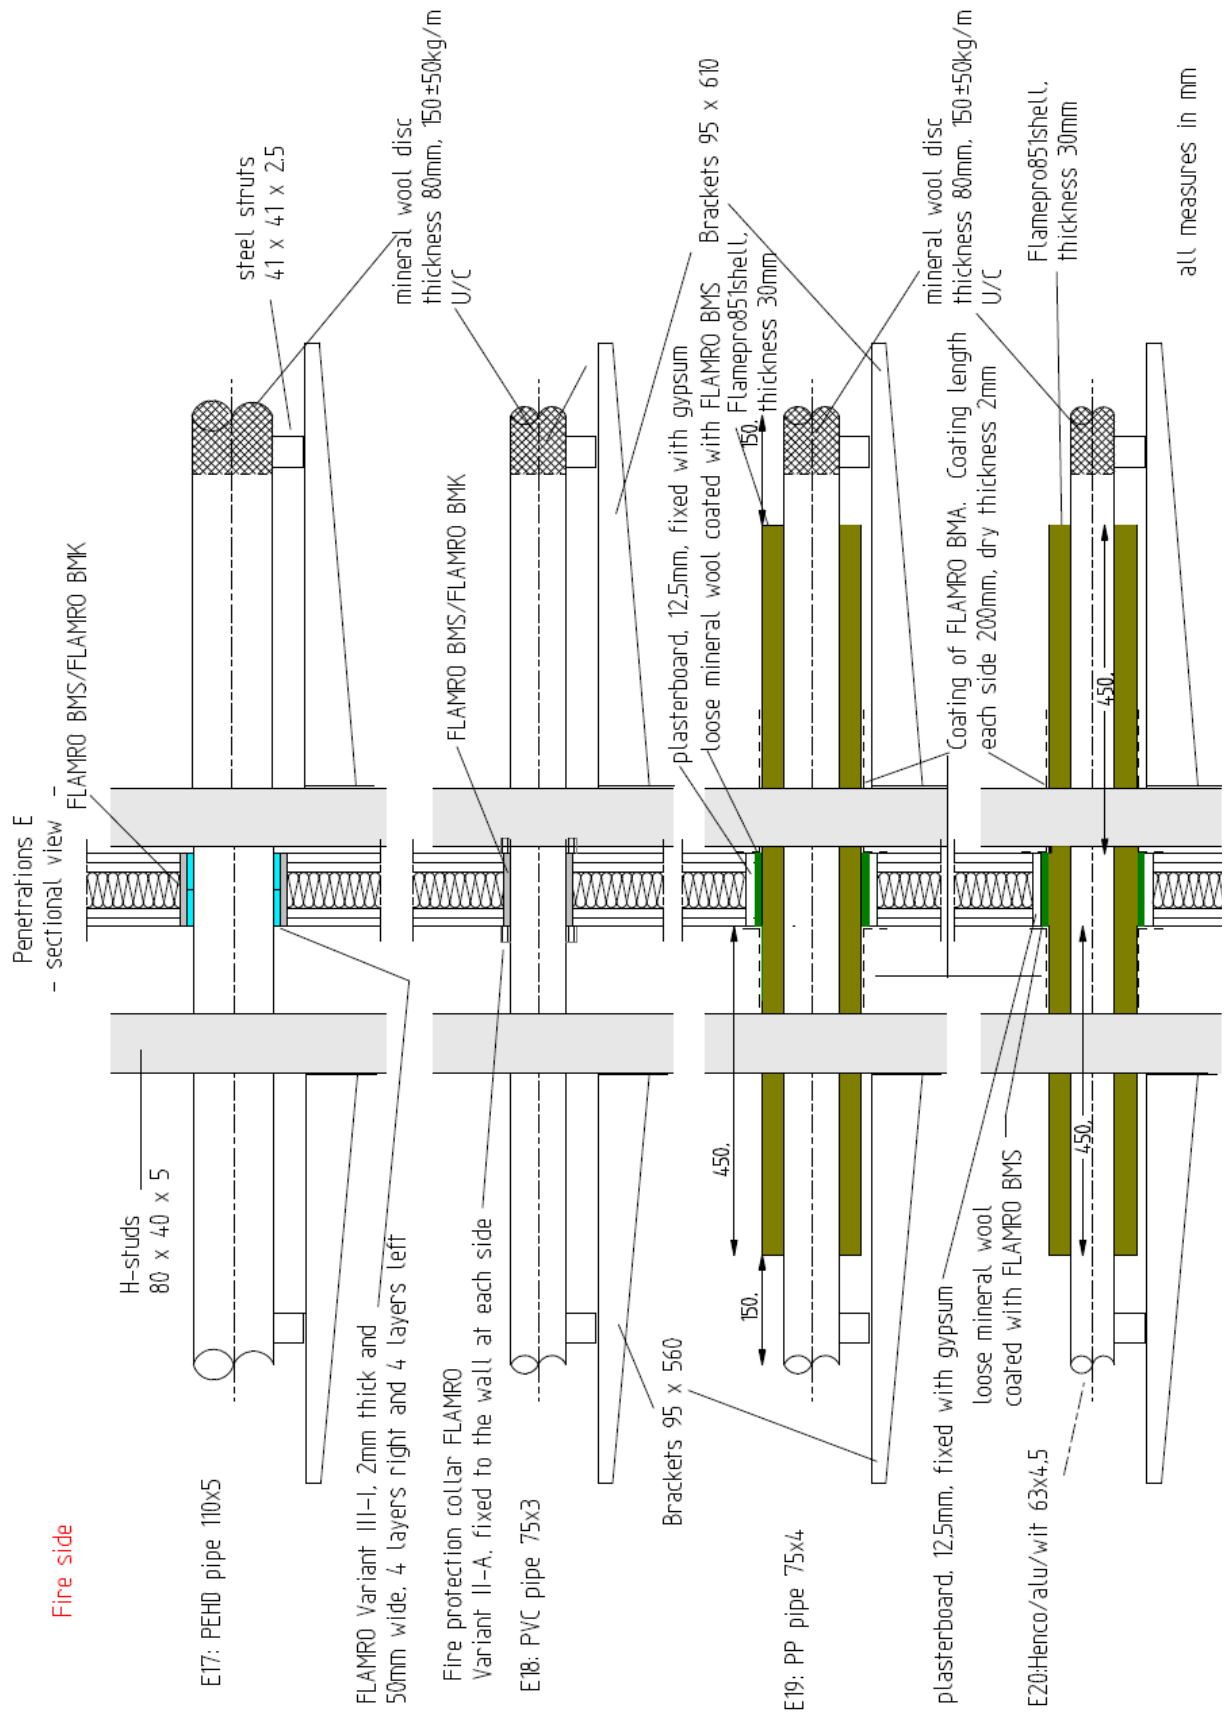 Penetrations E
- sectional view -
Fire side
FLAMRO BMS/FLAMRO BMK
H-studs
80 x 40 x 5
steel struts
41 x 41 x 2.5
E17: PEHD pipe 110x5
mineral wool disc
thickness 80mm, 150±50kg/m
U/C
FLAMRO Variant III-I, 2mm thick and
50mm wide, 4 layers right and 4 layers left
FLAMRO BMS/FLAMRO BMK
Fire protection collar FLAMRO
Variant II-A, fixed to the wall at each side
E18: PVC pipe 75x3
Brackets 95 x 610
Brackets 95 x 560
plasterboard, 12,5mm, fixed with gypsum
loose mineral wool coated with FLAMRO BMS
Flamepro851shell,
thickness 30mm
150.
450.
150.
E19: PP pipe 75x4
mineral wool disc
thickness 80mm, 150±50kg/m
U/C
Coating of FLAMRO BMA. Coating length
each side 200mm, dry thickness 2mm
plasterboard, 12,5mm, fixed with gypsum
loose mineral wool
coated with FLAMRO BMS
Flamepro851shell,
thickness 30mm
450.
450.
E20:Henco/alu/wit 63x4,5
all measures in mm